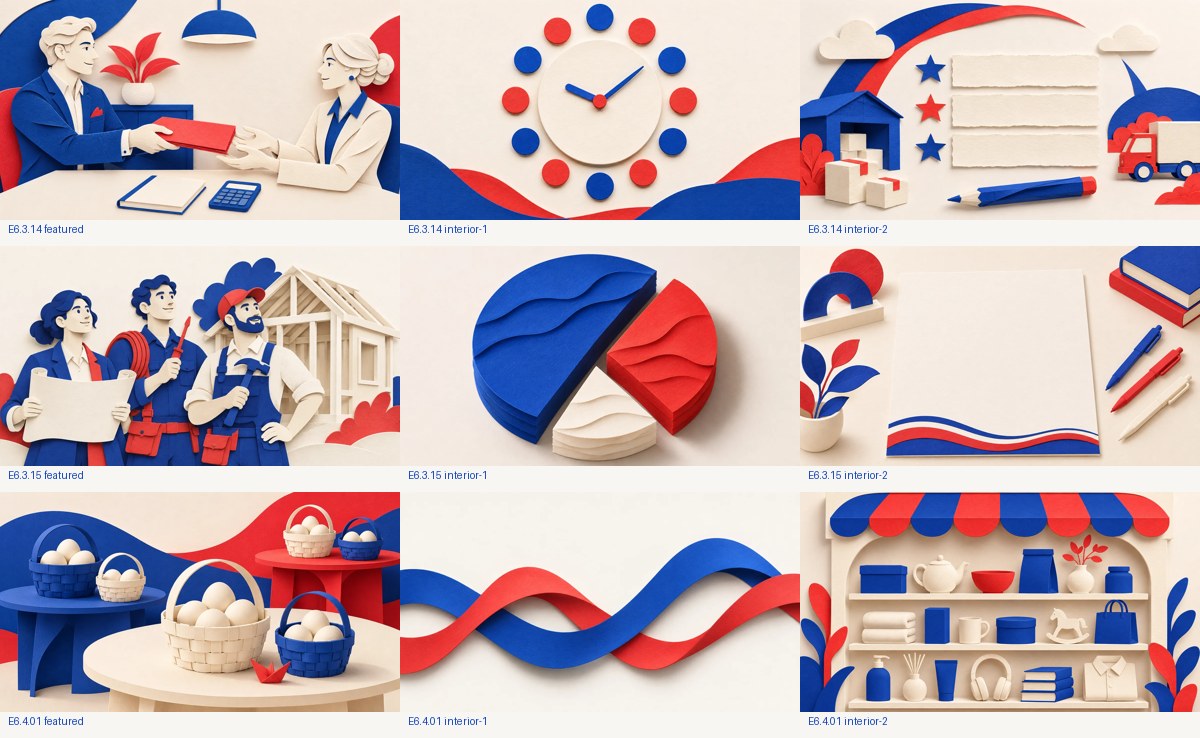 E6.3.14 featured
E6.3.14 interior-1
E6.3.14 interior-2
E6.3.15 featured
E6.3.15 interior-1
E6.3.15 interior-2
E6.4.01 featured
E6.4.01 interior-1
E6.4.01 interior-2